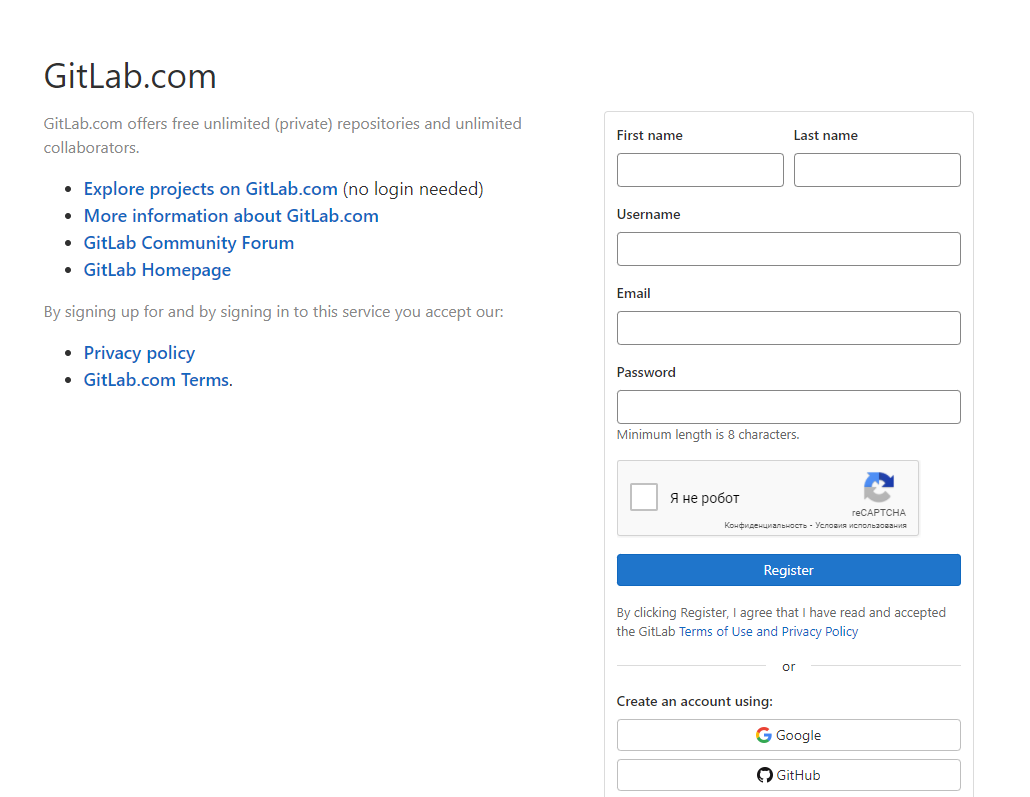 GitLab.com
GitLab.com offers free unlimited (private) repositories and unlimited
collaborators.
Explore projects on GitLab.com (no login needed)
More information about GitLab.com
GitLab Community Forum
GitLab Homepage
By signing up for and by signing in to this service you accept our:
Privacy policy
GitLab.com Terms.
First name Last name
Username
Email
Password
Minimum length is 8 characters.
Я не робот
reCAPTCHA
Конфиденциальность - Условия использования
Register
By clicking Register, I agree that I have read and accepted
the GitLab Terms of Use and Privacy Policy
or
Create an account using:
Google
GitHub